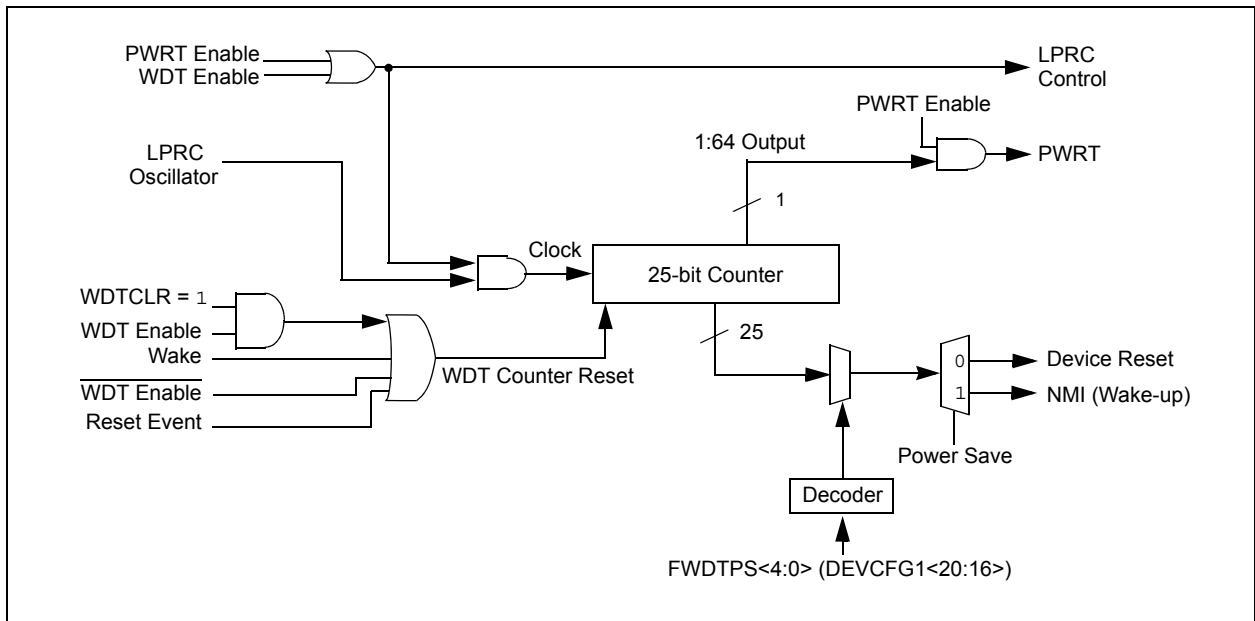 PWRT Enable
WDT Enable
LPRC
Control
PWRT Enable
1:64 Output
PWRT
LPRC
Oscillator
1
Clock
25-bit Counter
WDTCLR = 1
WDT Enable
Wake
WDT Enable
Reset Event
WDT Counter Reset
25
0
1
Device Reset
NMI (Wake-up)
Power Save
Decoder
FWDTPS<4:0> (DEVCFG1<20:16>)